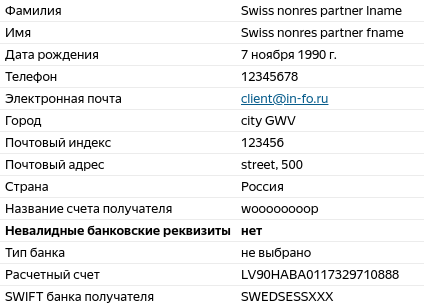 Фамилия Swiss nonres partner lname
Имя Swiss nonres partner fname
Дата рождения 7 ноября 1990 г.
Телефон 12345678
Электронная почта client@in-fo.ru
Город city GWV
Почтовый индекс 123456
Почтовый адрес street, 500
Страна Россия
Название счета получателя woooooooop
Невалидные банковские реквизиты нет
Тип банка не выбрано
Расчетный счет LV90HABA0117329710888
SWIFT банка получателя SWEDSESSXXX